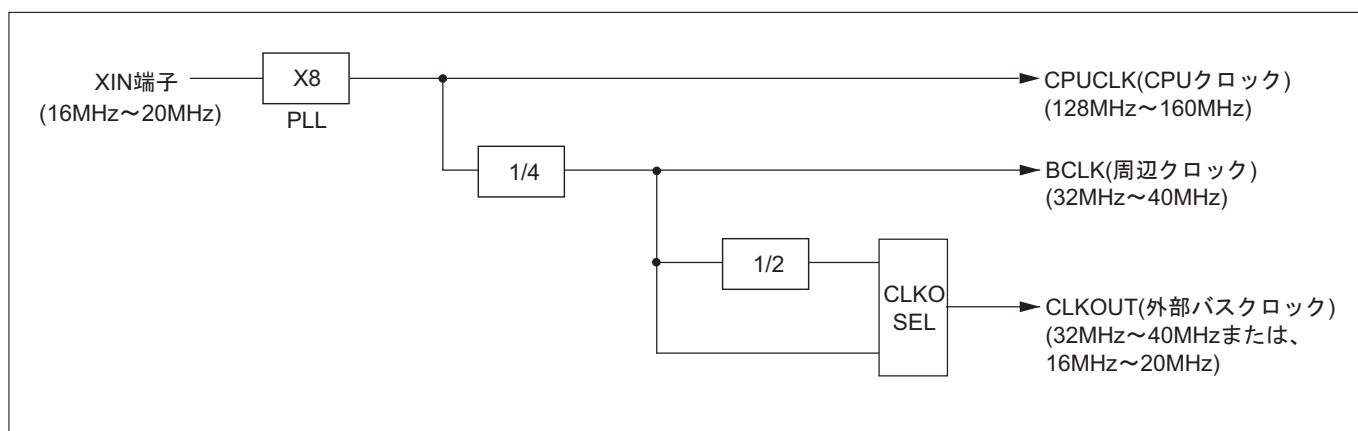 XIN端子
(16MHz～20MHz)
X8
PLL
CPUCLK(CPUクロック)
(128MHz～160MHz)
1/4
BCLK(周辺クロック)
(32MHz～40MHz)
1/2
CLKO
SEL
CLKOUT(外部バスクロック)
(32MHz～40MHzまたは、
16MHz～20MHz)